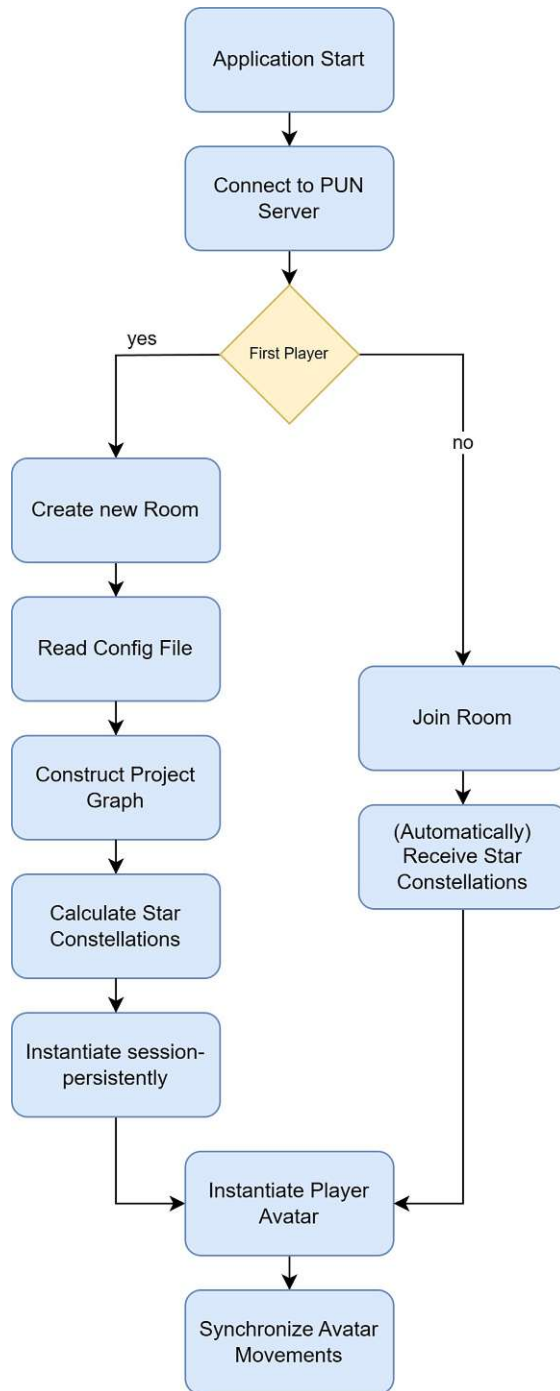 Application Start
Connect to PUN
Server
First Player
yes
no
Create new Room
Read Config File
Construct Project
Graph
Calculate Star
Constellations
Instantiate session-
persistently
Join Room
(Automatically)
Receive Star
Constellations
Instantiate Player
Avatar
Synchronize Avatar
Movements